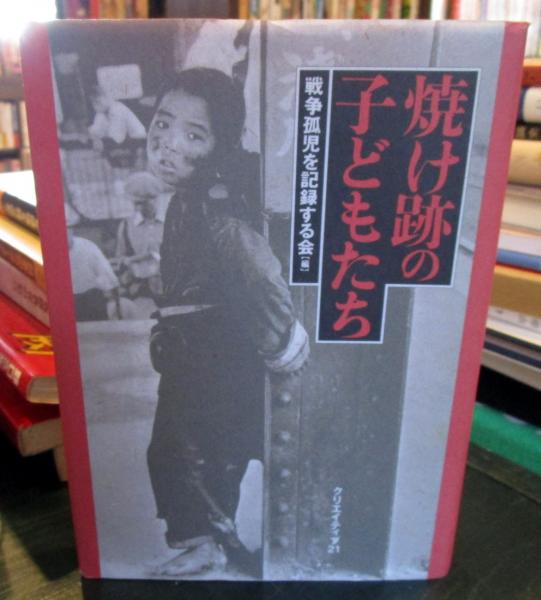 焼け跡の
子どもたち
戦争孤児を記録する会[編]
クリエイティブ21